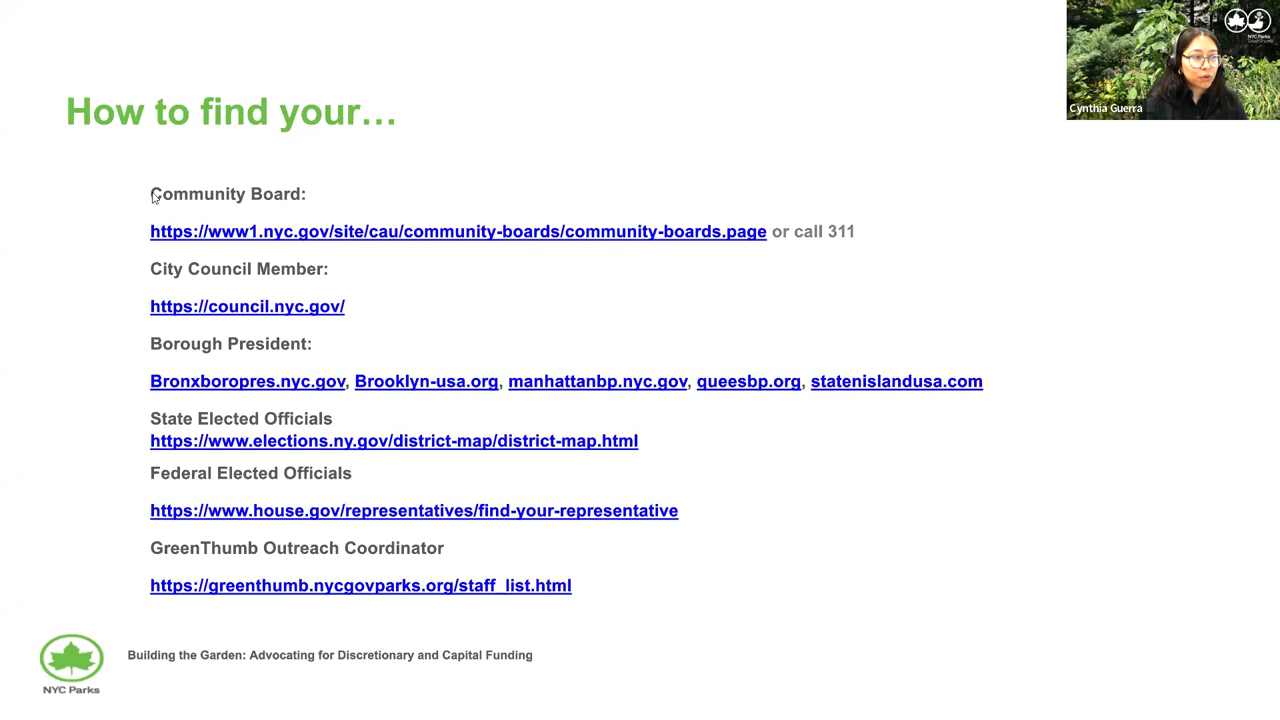 How to find your…
Cynthia Guerra
Community Board:
https://www1.nyc.gov/site/cau/community-boards/community-boards.page or call 311
City Council Member:
https://council.nyc.gov/
Borough President:
Bronxboropres.nyc.gov, Brooklyn-usa.org, manhattanbp.nyc.gov, queesbp.org, statenislandusa.com
State Elected Officials
https://www.elections.ny.gov/district-map/district-map.html
Federal Elected Officials
https://www.house.gov/representatives/find-your-representative
GreenThumb Outreach Coordinator
https://greenthumb.nycgovparks.org/staff_list.html
Building the Garden: Advocating for Discretionary and Capital Funding
NYC Parks
NYC Parks